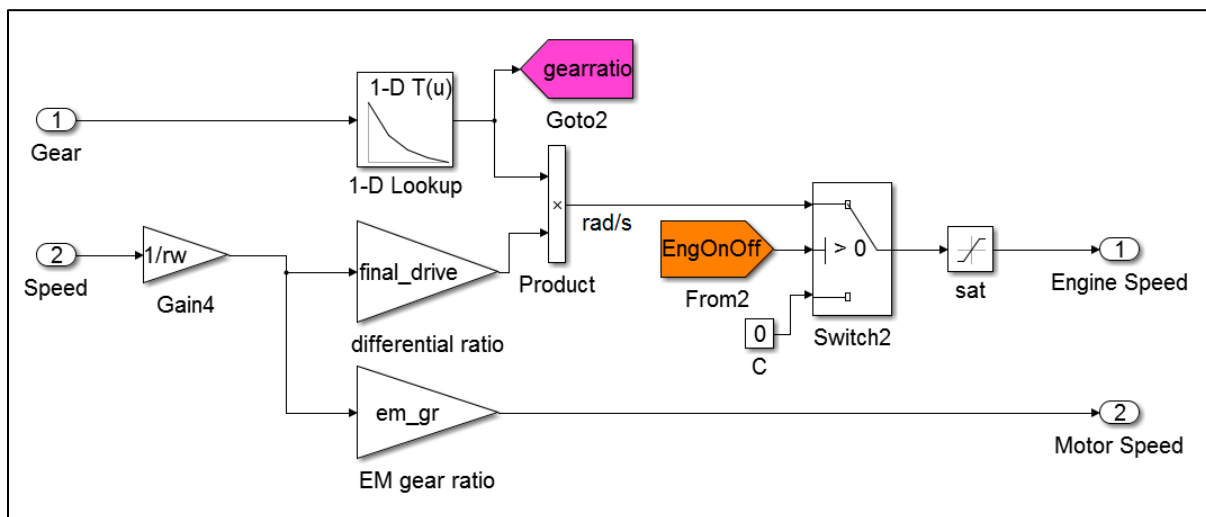 1
Gear
1-D T(u)
1-D Lookup
gearratio
Goto2
2
Speed
1/rw
Gain4
final_drive
differential ratio
×
Product
rad/s
EngOnOff
From2
0
C
> 0
Switch2
sat
1
Engine Speed
em_gr
EM gear ratio
2
Motor Speed